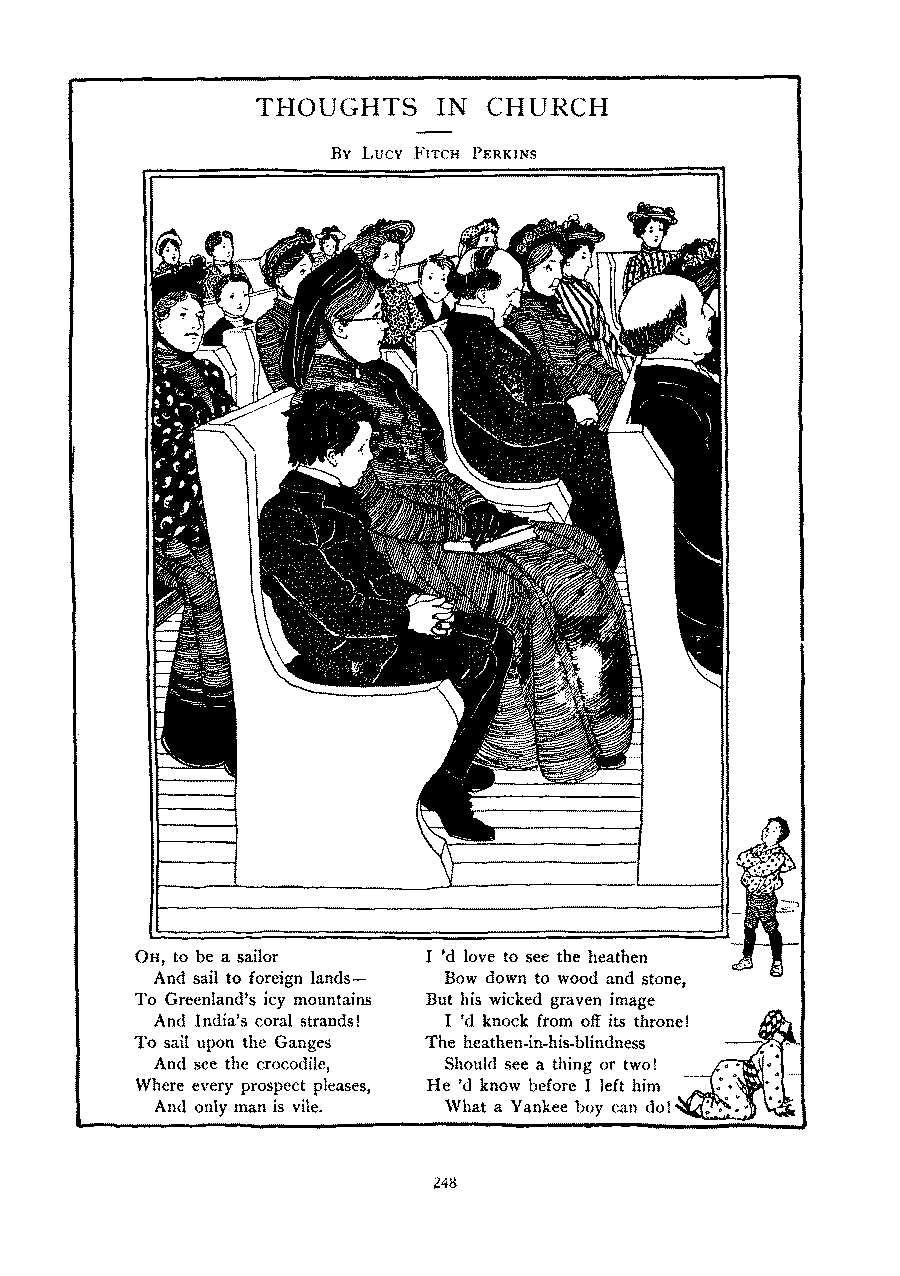 THOUGHTS IN CHURCH
BY LUCY FITCH PERKINS
OH, to be a sailor
And sail to foreign lands—
To Greenland's icy mountains
And India's coral strands!
To sail upon the Ganges
And see the crocodile,
Where every prospect pleases,
And only man is vile.
I 'd love to see the heathen
Bow down to wood and stone,
But his wicked graven image
I 'd knock from off its throne!
The heathen-in-his-blindness
Should see a thing or two!
He 'd know before I left him
What a Yankee boy can do!
248